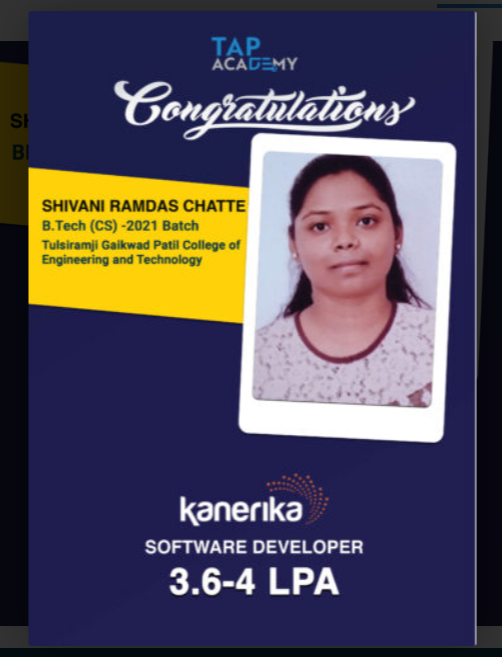 TAP
ACADEMY
Congratulations
SHIVANI RAMDAS CHATTE
B.Tech (CS) -2021 Batch
Tulsiramji Gaikwad Patil College of
Engineering and Technology
kanerika
SOFTWARE DEVELOPER
3.6-4 LPA